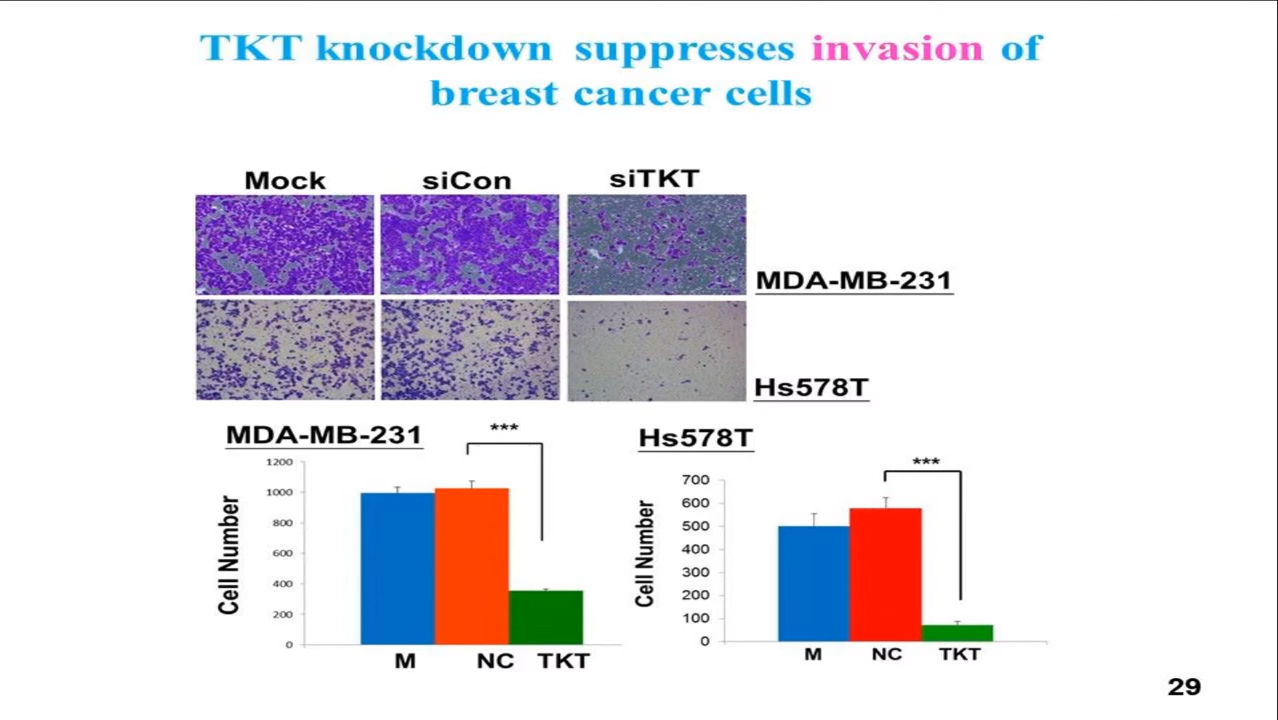 TKT knockdown suppresses invasion of
breast cancer cells
Mock siCon siTKT
MDA-MB-231
Hs578T
MDA-MB-231
***
1200
1000
800
600
400
200
0
Cell Number
M NC TKT
Hs578T
***
700
600
500
400
300
200
100
0
Cell Number
M NC TKT
29